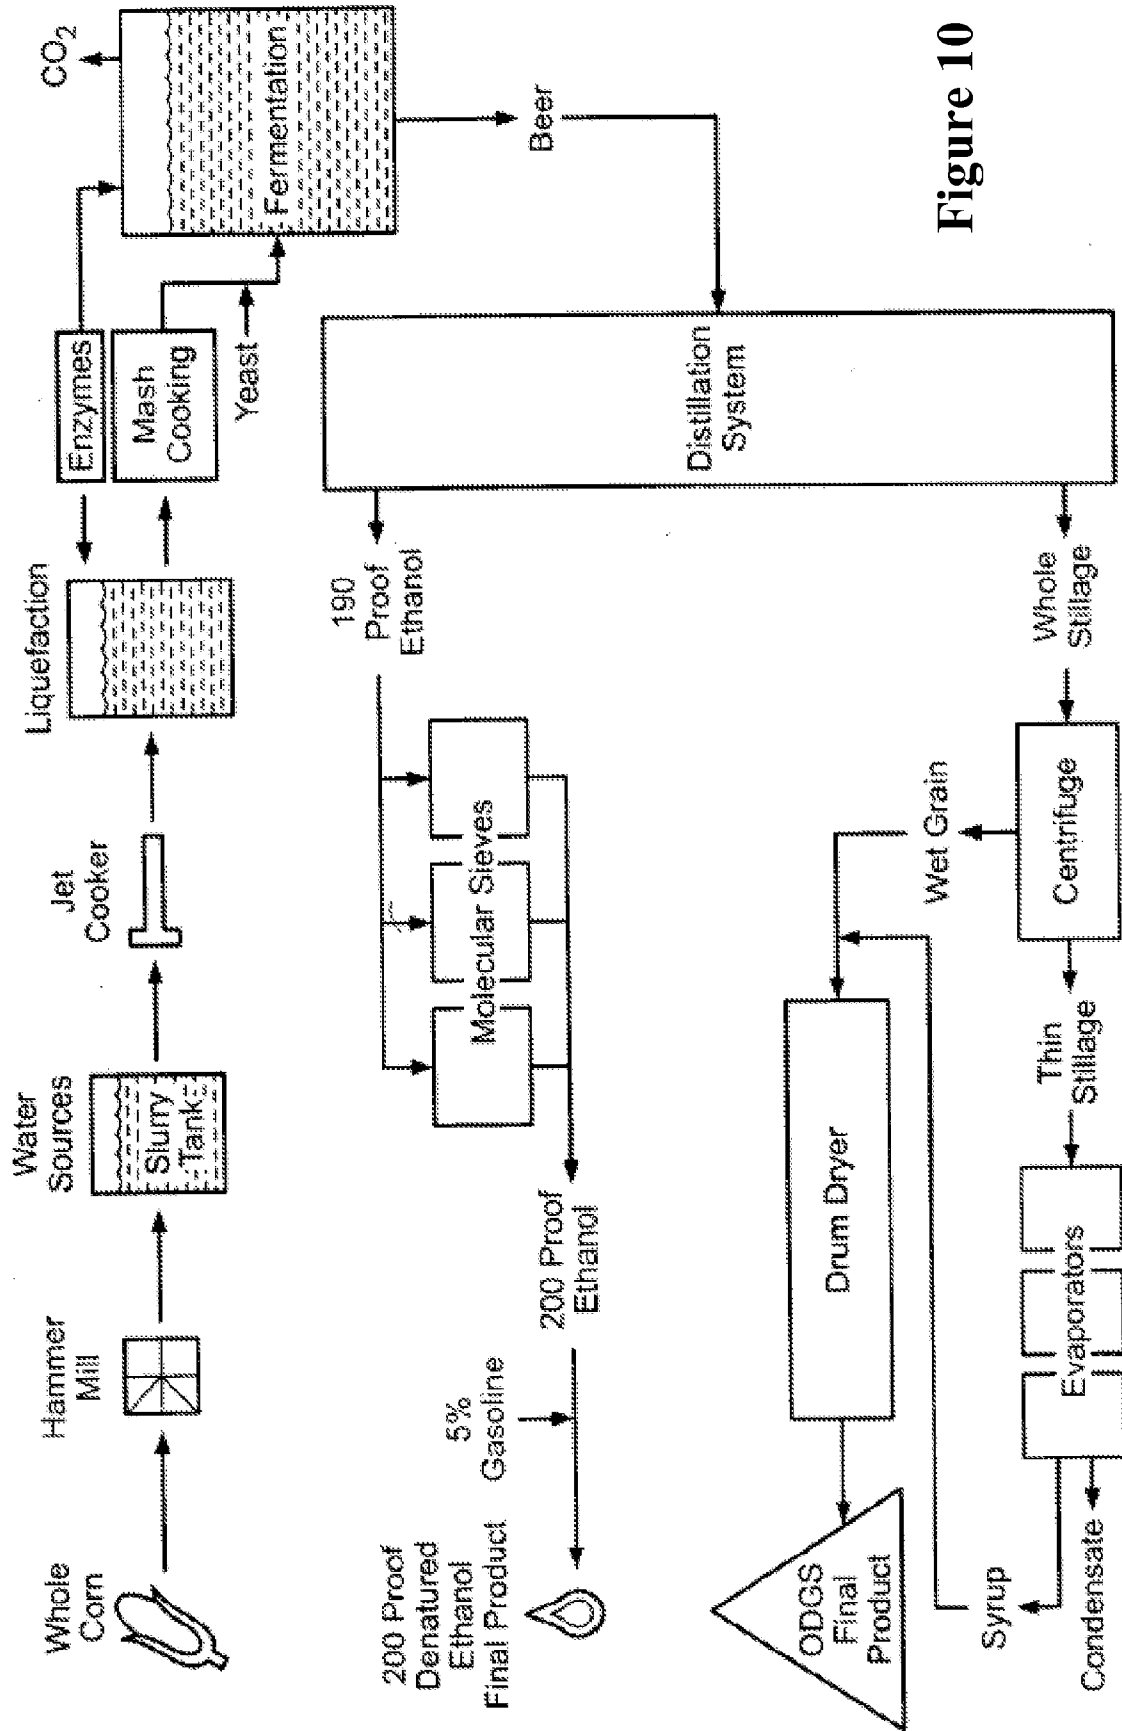 Whole
Corn
Hammer
Mill
Water
Sources
Slurry
Tank
Jet
Cooker
Liquefaction
Enzymes
Mash
Cooking
Yeast
CO2
Fermentation
Beer
Distillation
System
190
Proof
Ethanol
Molecular Sieves
200 Proof
Ethanol
5%
Gasoline
200 Proof
Denatured
Ethanol
Final Product
Whole
Stillage
Centrifuge
Wet Grain
Thin
Stillage
Evaporators
Syrup
Condensate
Drum Dryer
ODGS
Final
Product
Figure 10